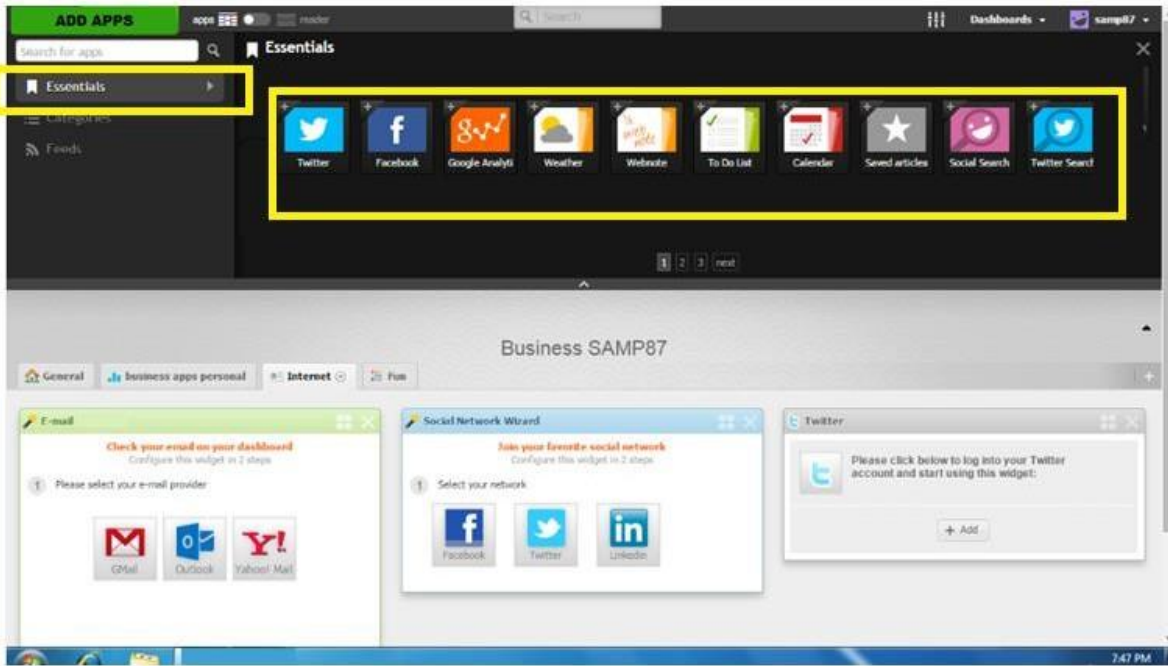 ADD APPS
apps
reader
Search
Dashboards
samp87
Search for apps
Essentials
Essentials
Categories
Feeds
Twitter
Facebook
Google Analyti
Weather
Webnote
To Do List
Calendar
Saved articles
Social Search
Twitter Search
1 2 3 next
Business SAMP87
General
business apps personal
Internet
Fun
E-mail
Check your email on your dashboard
Configure this widget in 2 steps
1 Please select your e-mail provider
GMail
Outlook
Yahoo! Mail
Social Network Wizard
Join your favorite social network
Configure this widget in 2 steps
1 Select your network
Facebook
Twitter
LinkedIn
Twitter
Please click below to log into your Twitter
account and start using this widget:
+ Add
7:47 PM